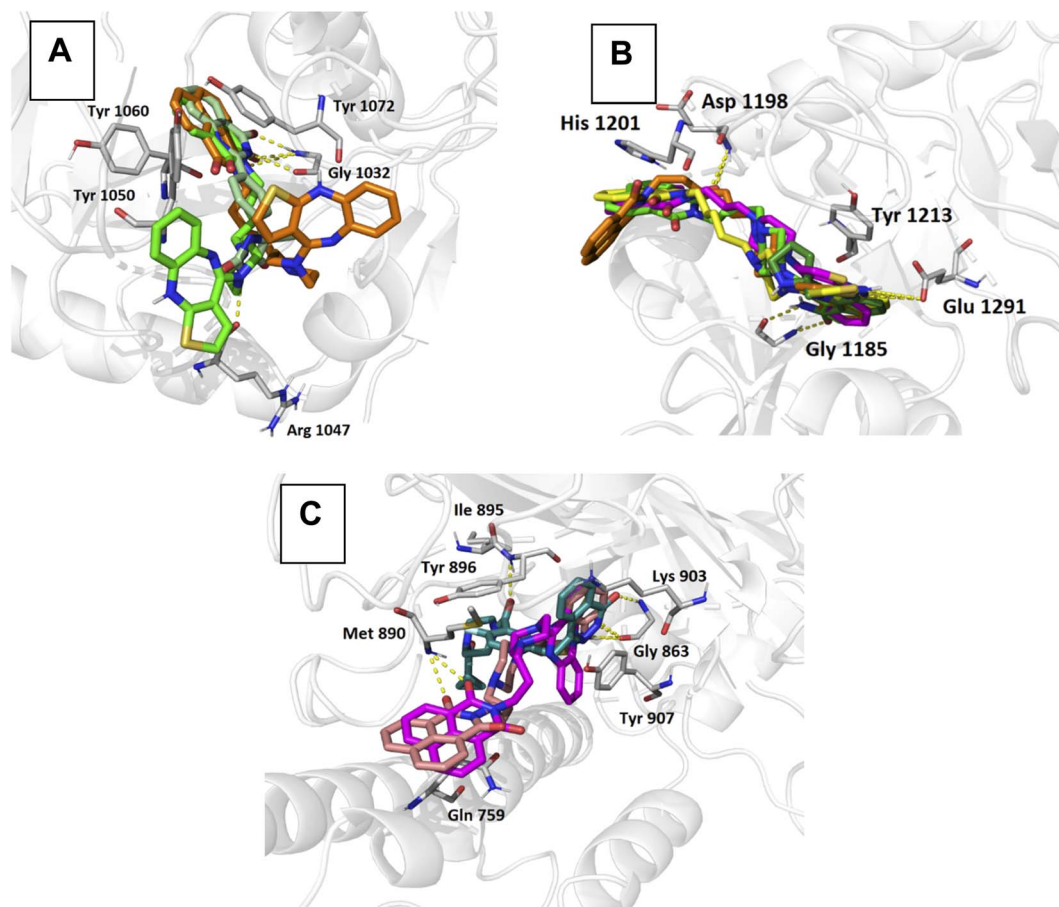 A
Tyr 1060
Tyr 1072
Gly 1032
Tyr 1050
Arg 1047
B
Asp 1198
His 1201
Tyr 1213
Glu 1291
Gly 1185
C
Ile 895
Tyr 896
Lys 903
Met 890
Gly 863
Tyr 907
Gln 759